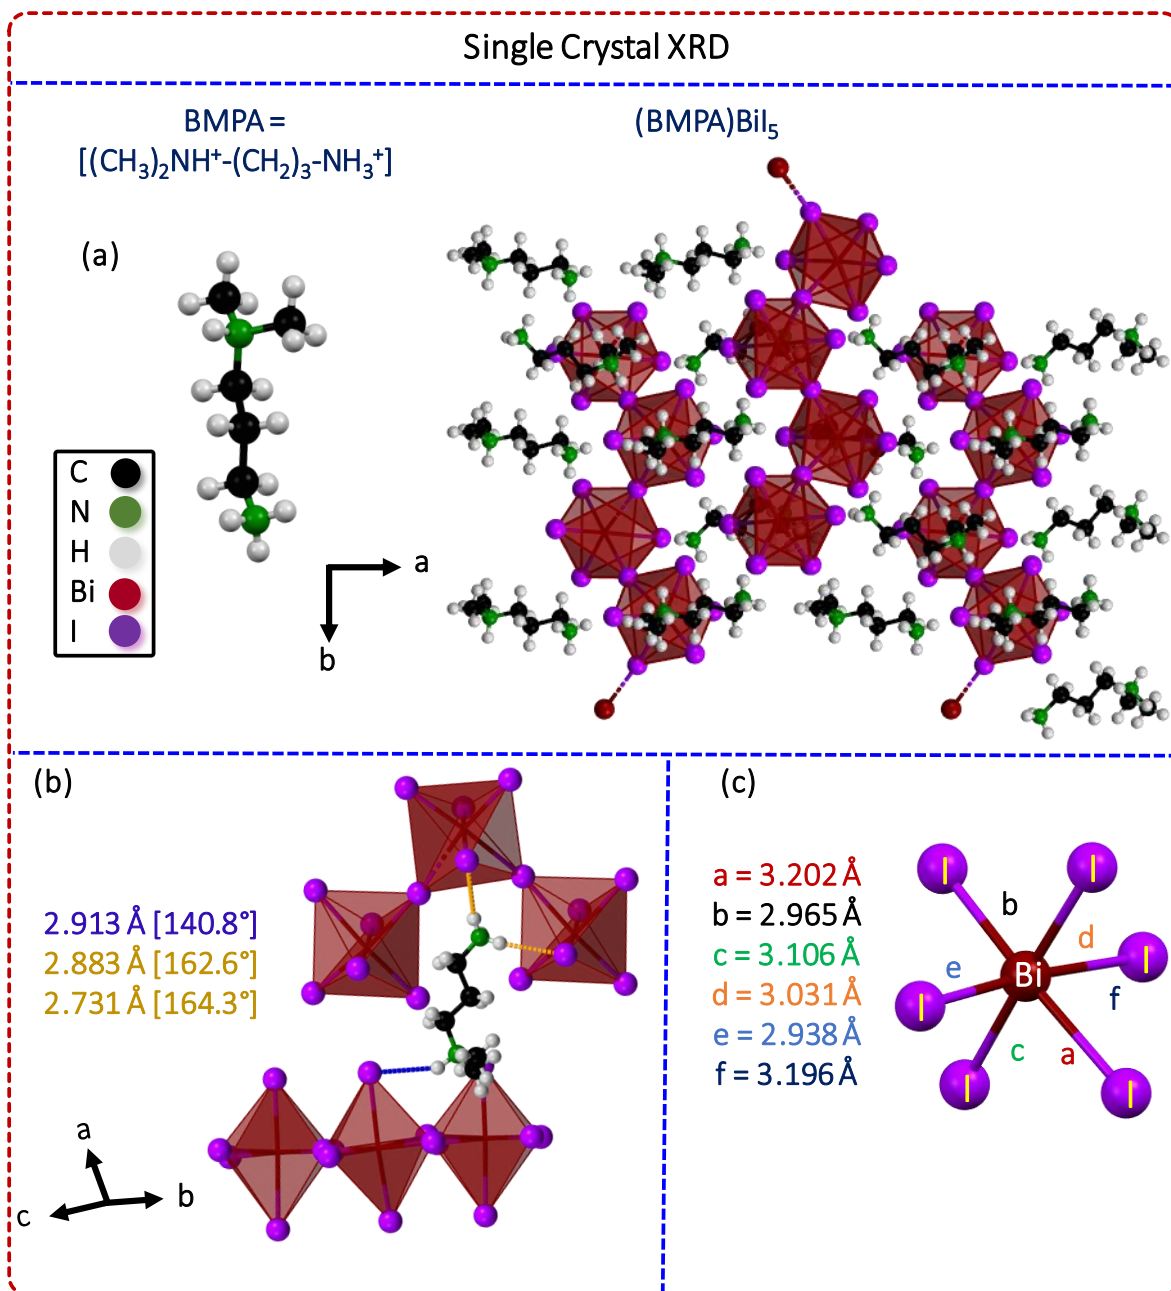 Single Crystal XRD
BMPA =
[(CH₃)₂NH⁺-(CH₂)₃-NH₃⁺]
(BMPA)BiI₅
(a)
C
N
H
Bi
I
a
b
(b)
2.913 Å [140.8°]
2.883 Å [162.6°]
2.731 Å [164.3°]
a
b
c
(c)
a = 3.202 Å
b = 2.965 Å
c = 3.106 Å
d = 3.031 Å
e = 2.938 Å
f = 3.196 Å
I
I
b
d
I
e
Bi
f
I
c
a
I
I